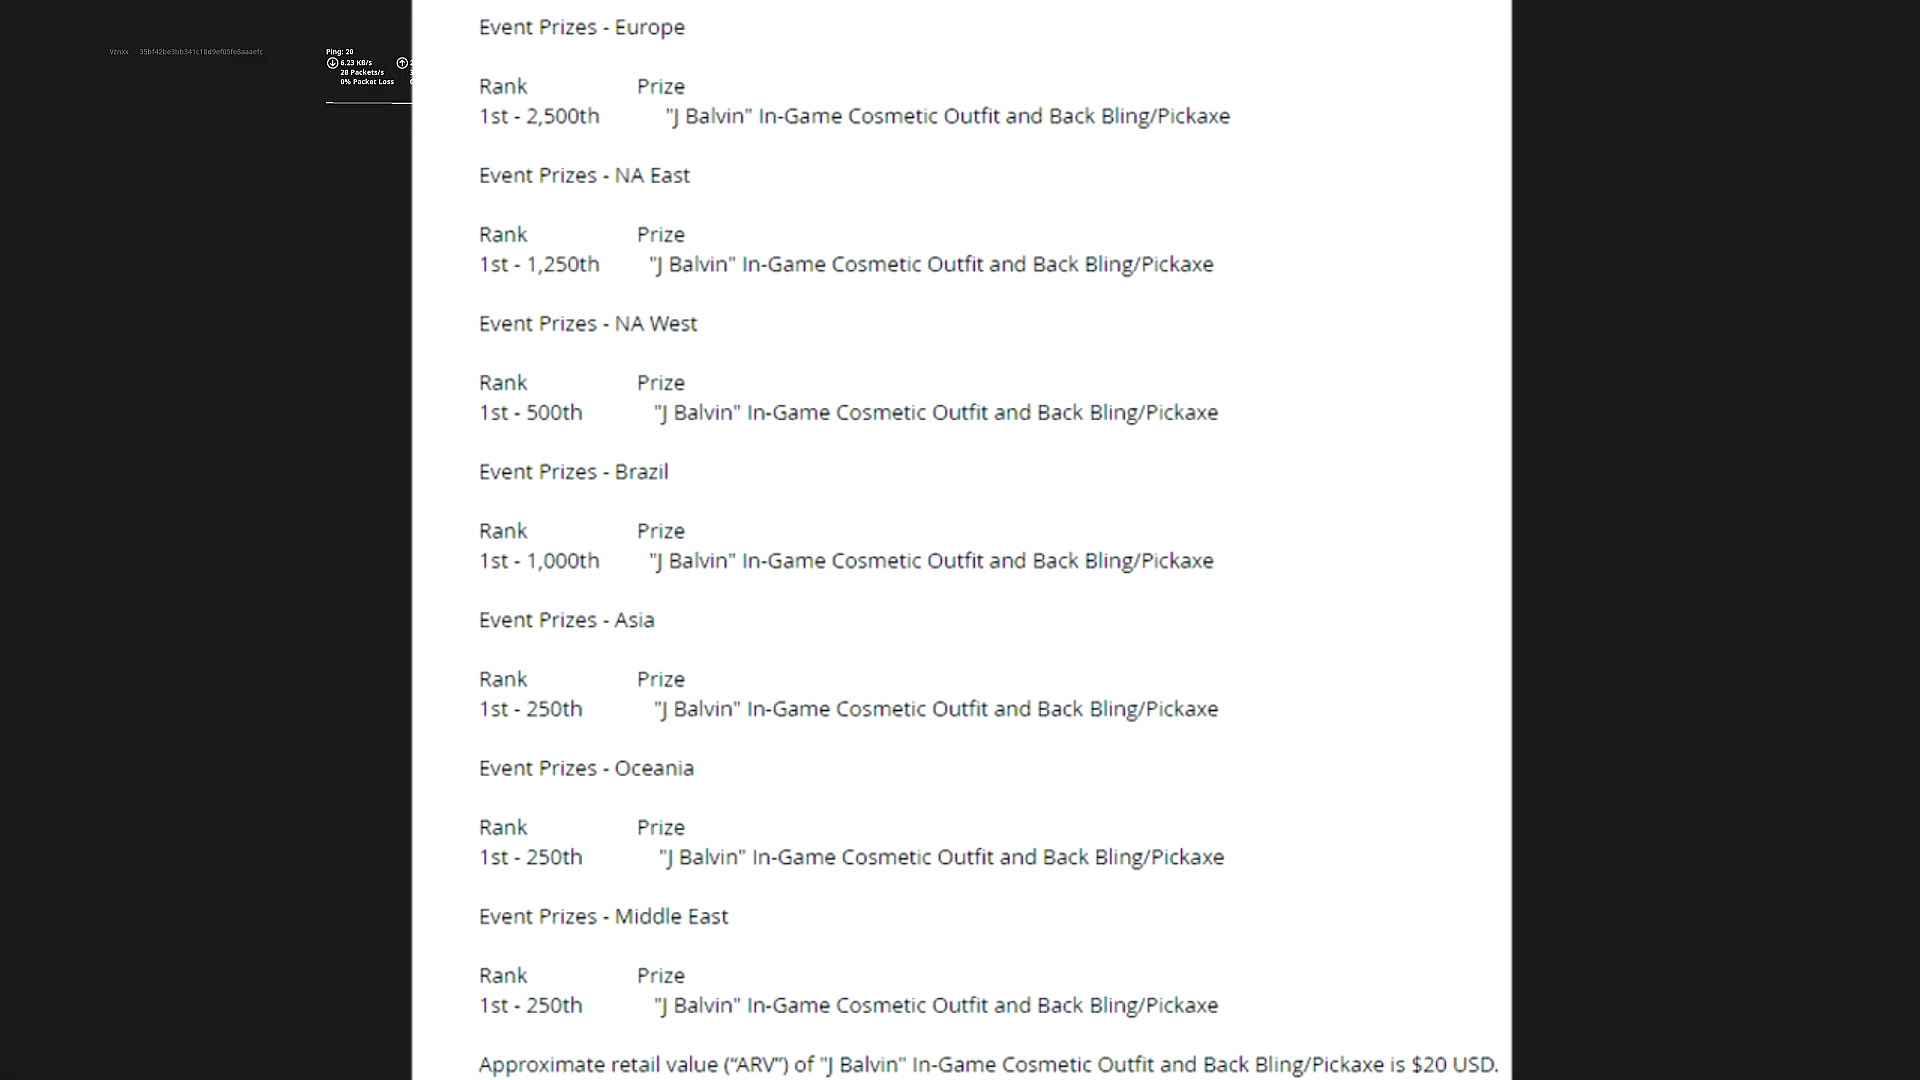 Vznxx 35bf42be3bb341c18d9ef05fe8aaaefc
Ping: 20
6.23 KB/s
28 Packets/s
0% Packet Loss
Event Prizes - Europe
Rank Prize
1st - 2,500th "J Balvin" In-Game Cosmetic Outfit and Back Bling/Pickaxe
Event Prizes - NA East
Rank Prize
1st - 1,250th "J Balvin" In-Game Cosmetic Outfit and Back Bling/Pickaxe
Event Prizes - NA West
Rank Prize
1st - 500th "J Balvin" In-Game Cosmetic Outfit and Back Bling/Pickaxe
Event Prizes - Brazil
Rank Prize
1st - 1,000th "J Balvin" In-Game Cosmetic Outfit and Back Bling/Pickaxe
Event Prizes - Asia
Rank Prize
1st - 250th "J Balvin" In-Game Cosmetic Outfit and Back Bling/Pickaxe
Event Prizes - Oceania
Rank Prize
1st - 250th "J Balvin" In-Game Cosmetic Outfit and Back Bling/Pickaxe
Event Prizes - Middle East
Rank Prize
1st - 250th "J Balvin" In-Game Cosmetic Outfit and Back Bling/Pickaxe
Approximate retail value (“ARV”) of "J Balvin" In-Game Cosmetic Outfit and Back Bling/Pickaxe is $20 USD.